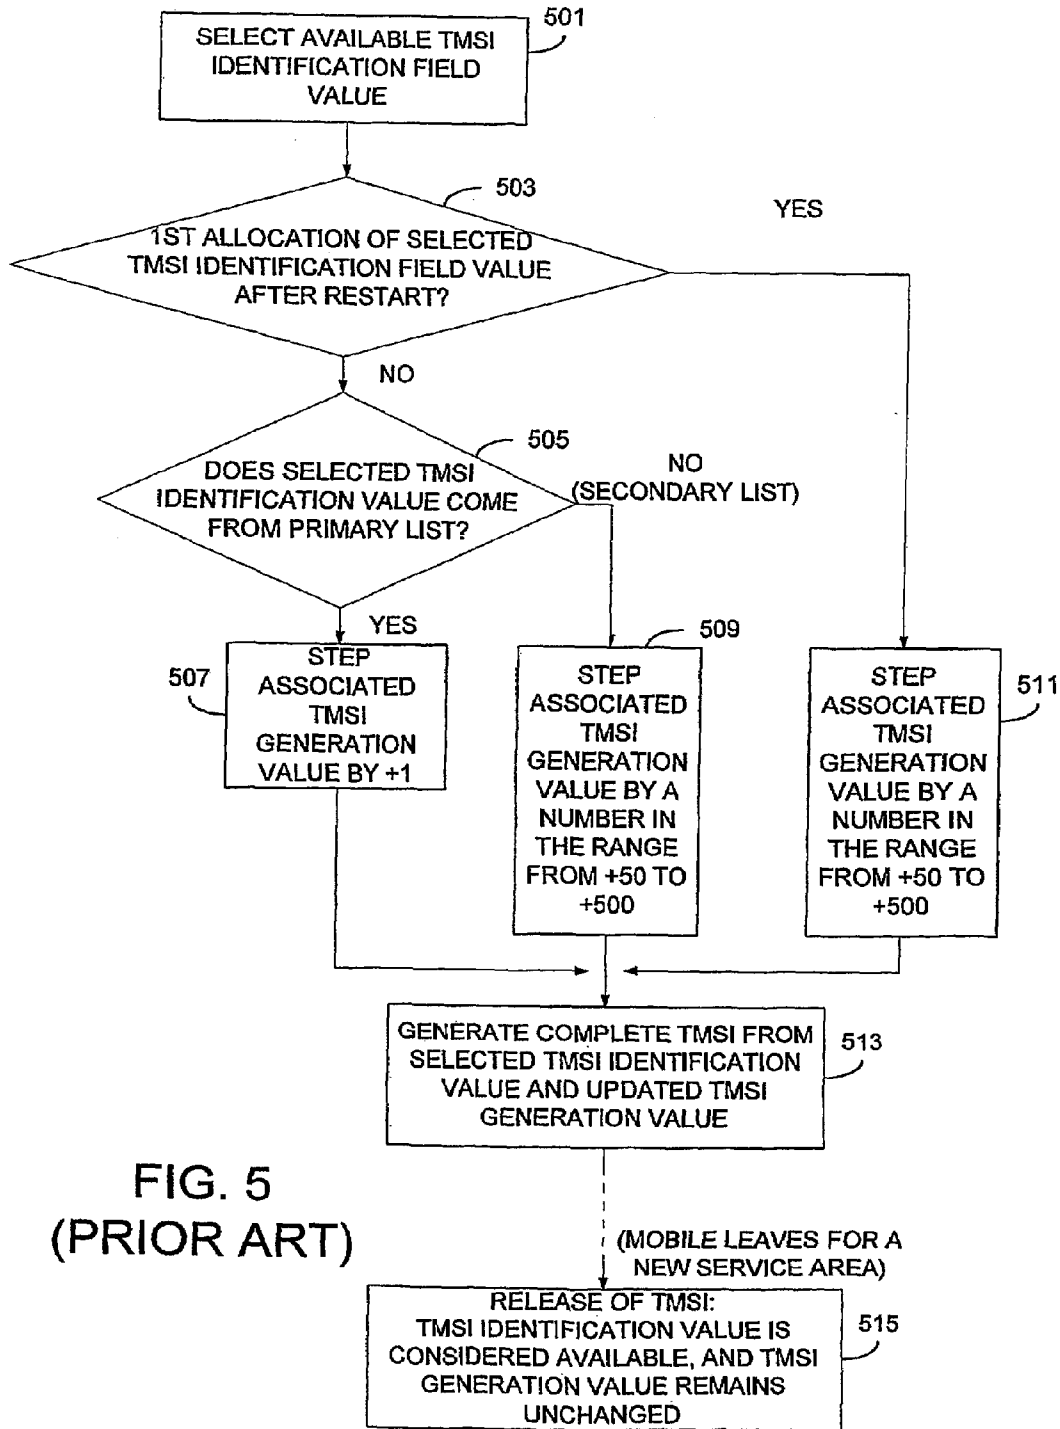 501
SELECT AVAILABLE TMSI
IDENTIFICATION FIELD
VALUE
503
YES
1ST ALLOCATION OF SELECTED
TMSI IDENTIFICATION FIELD VALUE
AFTER RESTART?
NO
505
NO
(SECONDARY LIST)
DOES SELECTED TMSI
IDENTIFICATION VALUE COME
FROM PRIMARY LIST?
YES
507
STEP
ASSOCIATED
TMSI
GENERATION
VALUE BY +1
509
STEP
ASSOCIATED
TMSI
GENERATION
VALUE BY A
NUMBER IN
THE RANGE
FROM +50 TO
+500
511
STEP
ASSOCIATED
TMSI
GENERATION
VALUE BY A
NUMBER IN
THE RANGE
FROM +50 TO
+500
GENERATE COMPLETE TMSI FROM
SELECTED TMSI IDENTIFICATION
VALUE AND UPDATED TMSI
GENERATION VALUE
513
FIG. 5
(PRIOR ART)
(MOBILE LEAVES FOR A
NEW SERVICE AREA)
RELEASE OF TMSI:
TMSI IDENTIFICATION VALUE IS
CONSIDERED AVAILABLE, AND TMSI
GENERATION VALUE REMAINS
UNCHANGED
515